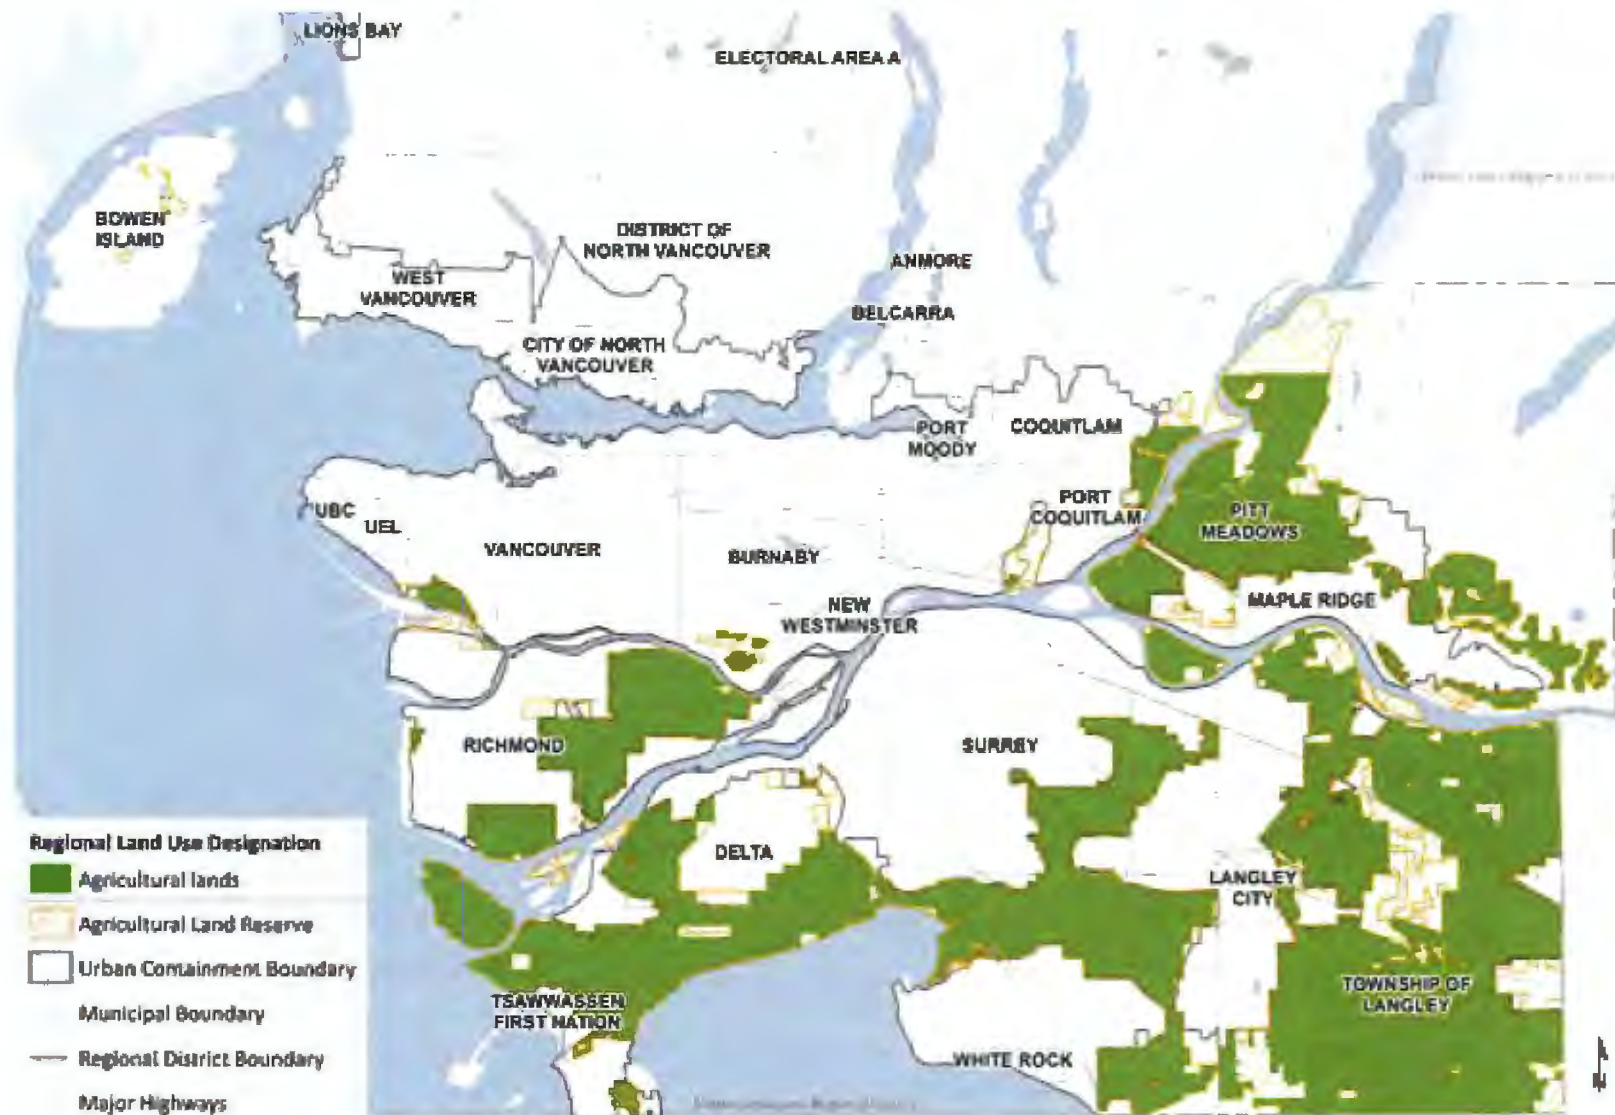 LIONS BAY
ELECTORAL AREA A
BOWEN
ISLAND
DISTRICT OF
NORTH VANCOUVER
ANMORE
WEST
VANCOUVER
BELCARRA
CITY OF NORTH
VANCOUVER
PORT
MOODY
COQUITLAM
PORT
COQUITLAM
UBC
UEL
VANCOUVER
BURNABY
PITT
MEADOWS
NEW
WESTMINSTER
MAPLE RIDGE
RICHMOND
SURREY
DELTA
LANGLEY
CITY
TSAWWASSEN
FIRST NATION
TOWNSHIP OF
LANGLEY
WHITE ROCK
Regional Land Use Designation
Agricultural lands
Agricultural Land Reserve
Urban Containment Boundary
Municipal Boundary
Regional District Boundary
Major Highways